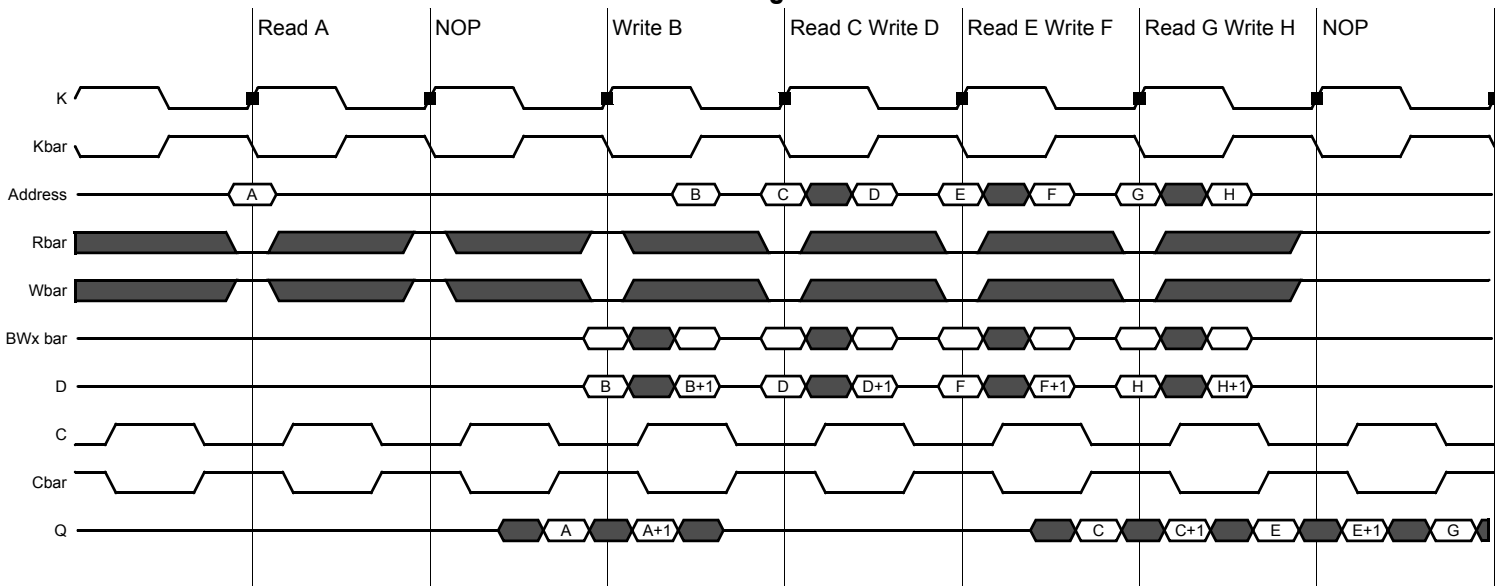 Read A NOP Write B Read C Write D Read E Write F Read G Write H NOP
K
Kbar
Address A B C D E F G H
Rbar
Wbar
BWx bar
D B B+1 D D+1 F F+1 H H+1
C
Cbar
Q A A+1 C C+1 E E+1 G